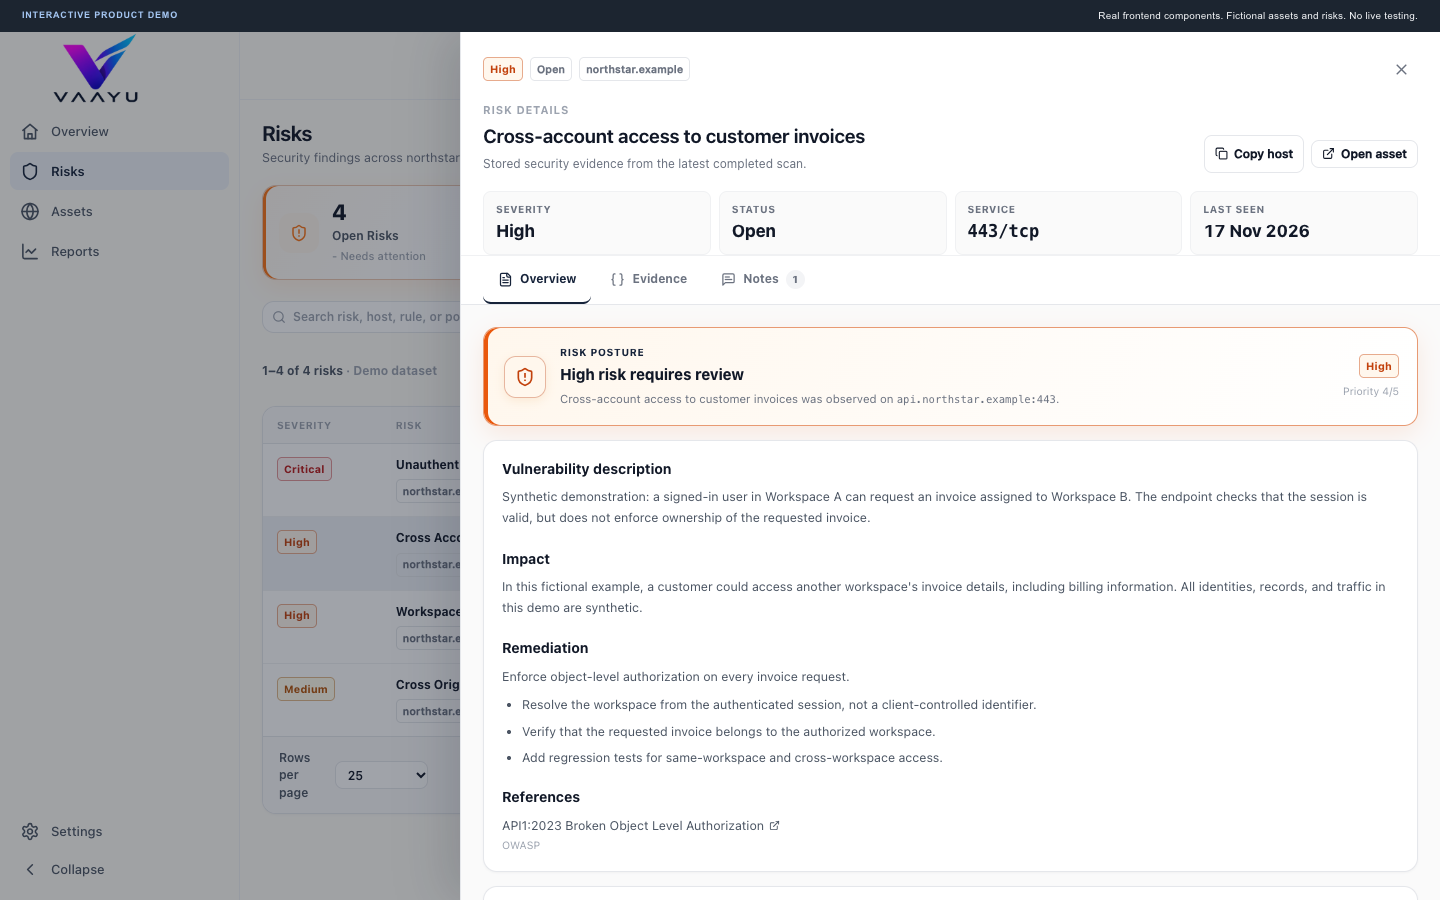 INTERACTIVE PRODUCT DEMO
Real frontend components. Fictional assets and risks. No live testing.
VAAYU
Overview
Risks
Assets
Reports
Settings
Collapse
Risks
Security findings across northstar
4
Open Risks
- Needs attention
Search risk, host, rule, or po
1–4 of 4 risks · Demo dataset
SEVERITY RISK
Critical Unauthent
northstar.e
High Cross Acco
northstar.e
High Workspace
northstar.e
Medium Cross Orig
northstar.e
Rows
per
page
25
High Open northstar.example
RISK DETAILS
Cross-account access to customer invoices
Stored security evidence from the latest completed scan.
Copy host Open asset
SEVERITY
High
STATUS
Open
SERVICE
443/tcp
LAST SEEN
17 Nov 2026
Overview {} Evidence Notes 1
RISK POSTURE
High risk requires review
Cross-account access to customer invoices was observed on api.northstar.example:443.
High
Priority 4/5
Vulnerability description
Synthetic demonstration: a signed-in user in Workspace A can request an invoice assigned to Workspace B. The endpoint checks that the session is
valid, but does not enforce ownership of the requested invoice.
Impact
In this fictional example, a customer could access another workspace's invoice details, including billing information. All identities, records, and traffic in
this demo are synthetic.
Remediation
Enforce object-level authorization on every invoice request.
• Resolve the workspace from the authenticated session, not a client-controlled identifier.
• Verify that the requested invoice belongs to the authorized workspace.
• Add regression tests for same-workspace and cross-workspace access.
References
API1:2023 Broken Object Level Authorization
OWASP